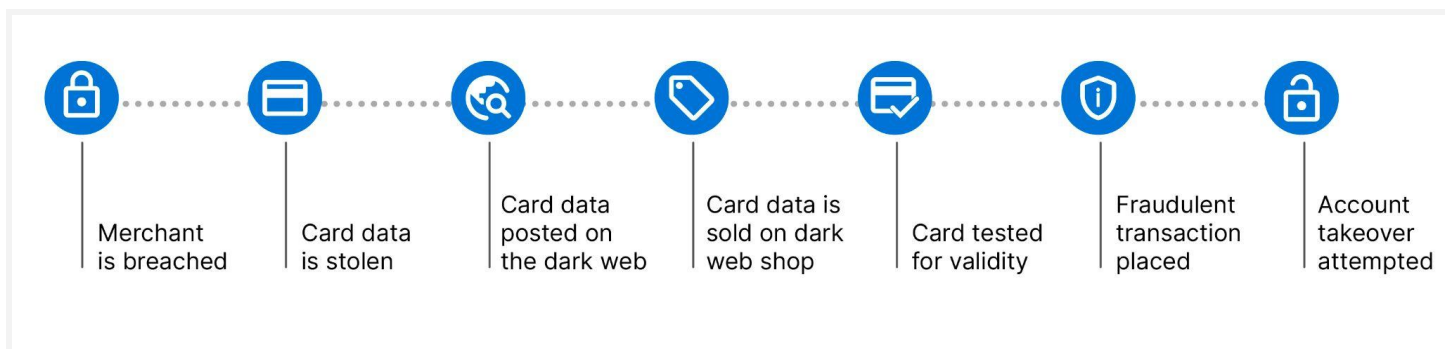 Merchant
is breached
Card data
is stolen
Card data
posted on
the dark web
Card data is
sold on dark
web shop
Card tested
for validity
Fraudulent
transaction
placed
Account
takeover
attempted